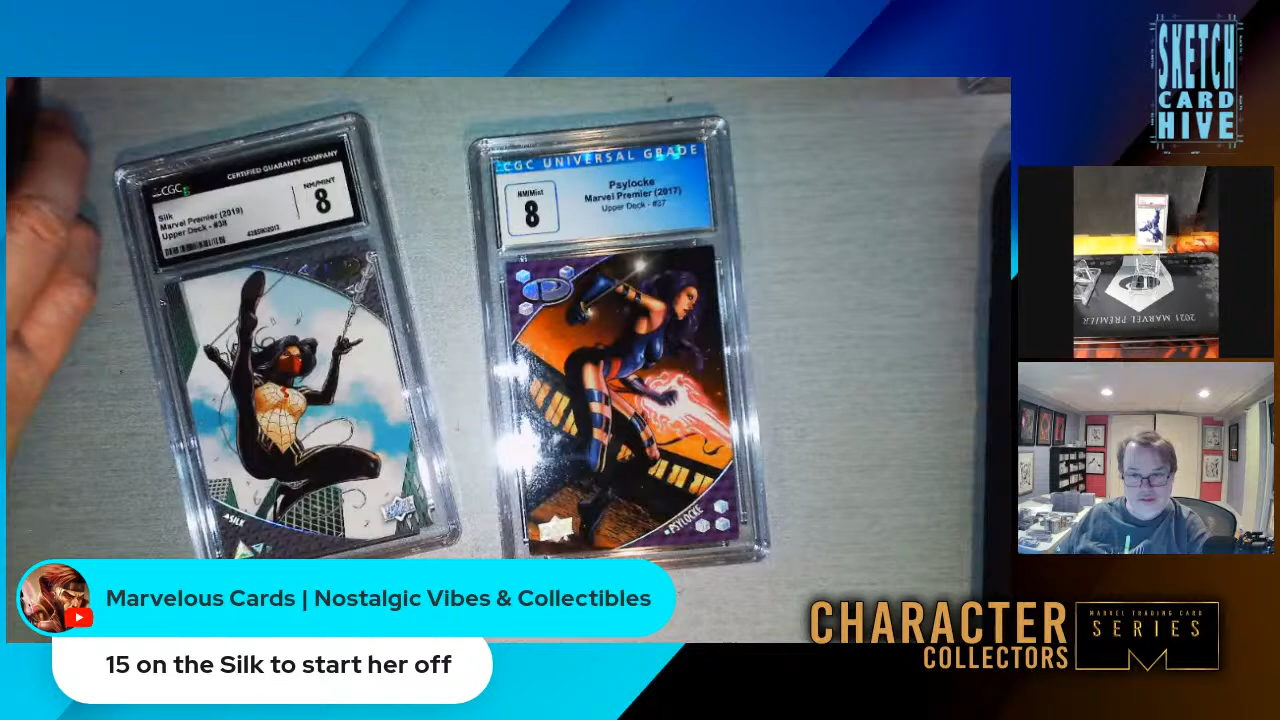 SKETCH
CARD
HIVE
CGC
CERTIFIED GUARANTY COMPANY
Silk
Marvel Premier (2019)
Upper Deck - #38
NM/MINT
8
CGC UNIVERSAL GRADE
NM/Mint
8
Psylocke
Marvel Premier (2017)
Upper Deck - #37
SILK
PSYLOCKE
2021 MARVEL PREMIER
Marvelous Cards | Nostalgic Vibes & Collectibles
15 on the Silk to start her off
CHARACTER
COLLECTORS
MARVEL TRADING CARD
SERIES
M